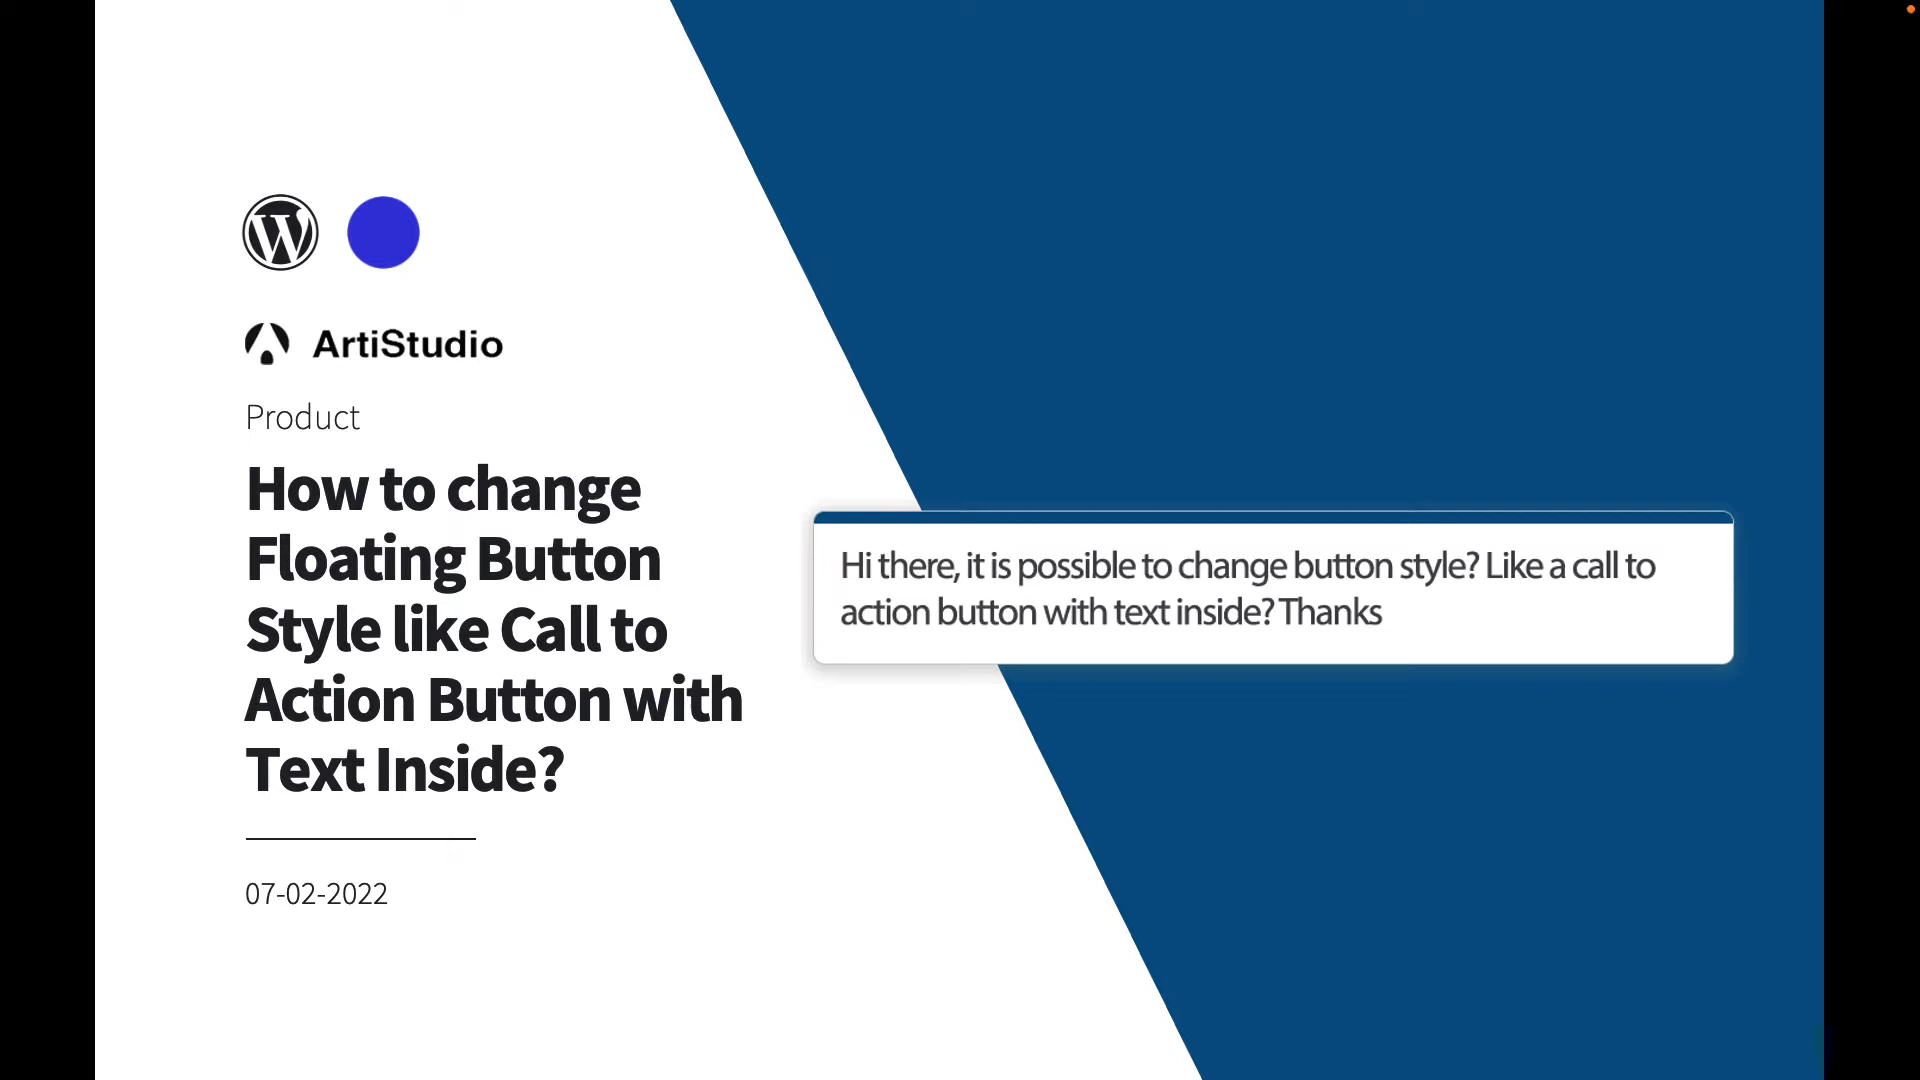 ArtiStudio
Product
How to change
Floating Button
Style like Call to
Action Button with
Text Inside?
07-02-2022
Hi there, it is possible to change button style? Like a call to
action button with text inside? Thanks